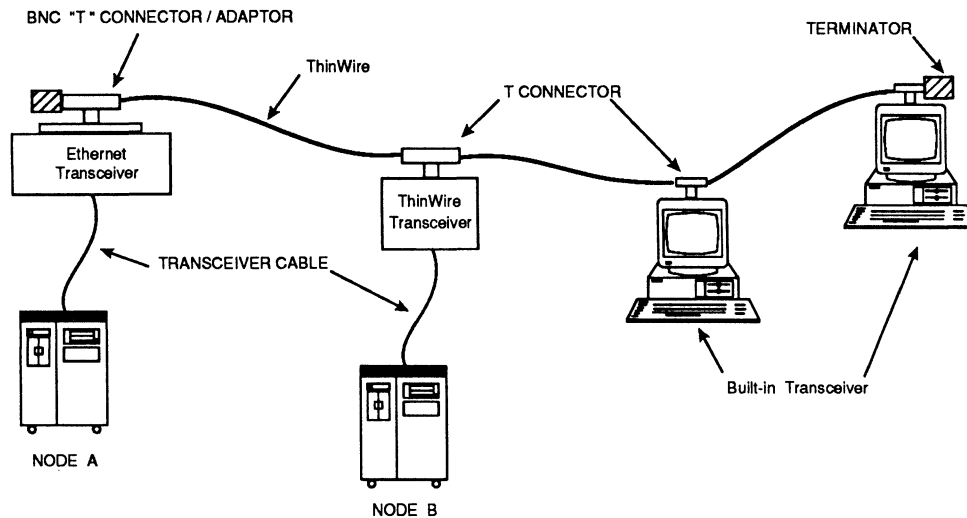 BNC "T" CONNECTOR / ADAPTOR
TERMINATOR
ThinWire
T CONNECTOR
Ethernet
Transceiver
ThinWire
Transceiver
TRANSCEIVER CABLE
Built-in Transceiver
NODE A
NODE B